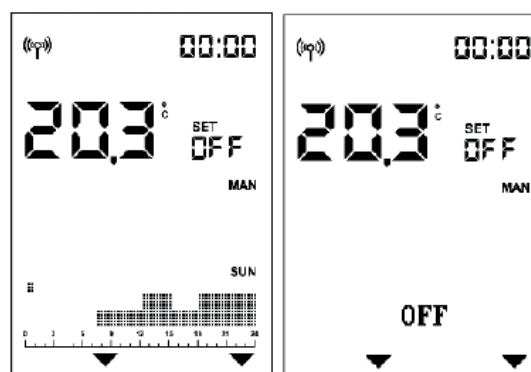 00:00
20,3 °C
SET
OFF
MAN
SUN
0 3 6 9 12 15 18 21 24
00:00
20,3 °C
SET
OFF
MAN
OFF